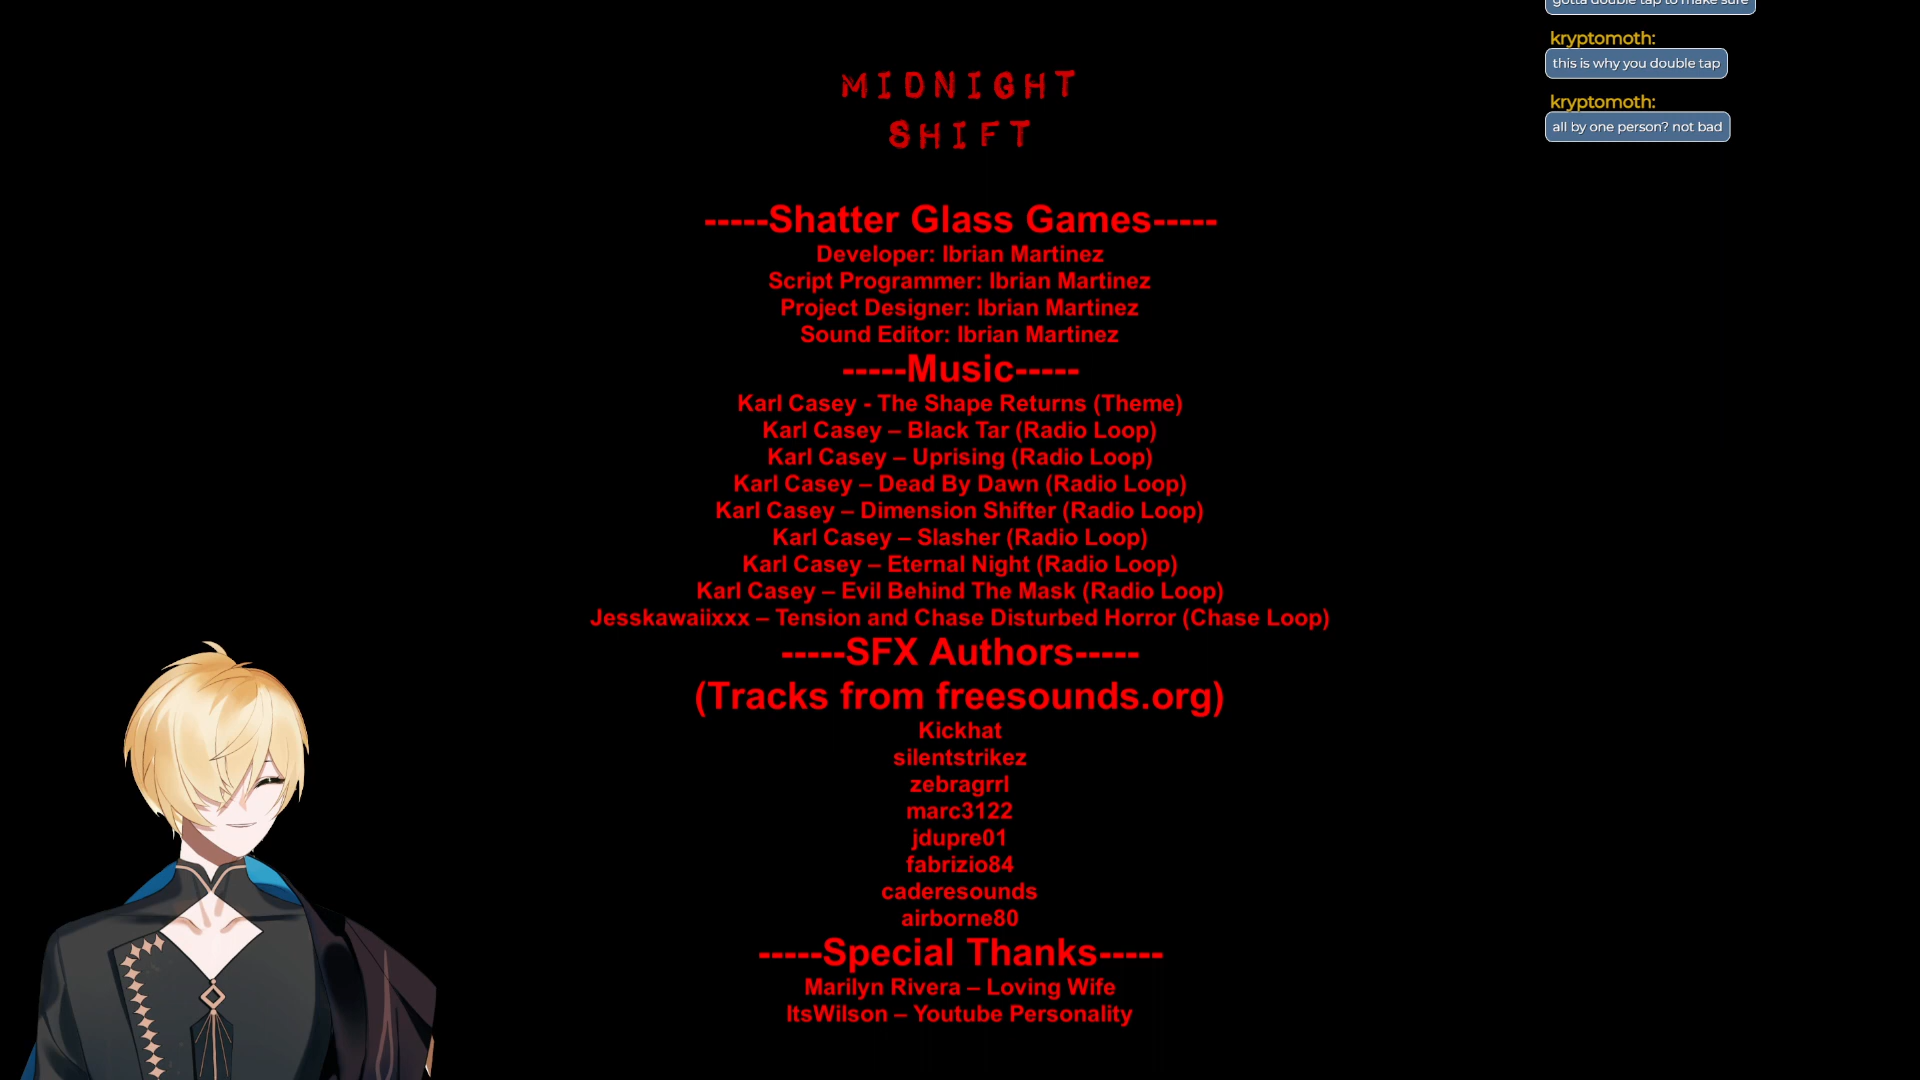 MIDNIGHT
SHIFT
-----Shatter Glass Games-----
Developer: Ibrian Martinez
Script Programmer: Ibrian Martinez
Project Designer: Ibrian Martinez
Sound Editor: Ibrian Martinez
-----Music-----
Karl Casey - The Shape Returns (Theme)
Karl Casey – Black Tar (Radio Loop)
Karl Casey – Uprising (Radio Loop)
Karl Casey – Dead By Dawn (Radio Loop)
Karl Casey – Dimension Shifter (Radio Loop)
Karl Casey – Slasher (Radio Loop)
Karl Casey – Eternal Night (Radio Loop)
Karl Casey – Evil Behind The Mask (Radio Loop)
Jesskawaiixxx – Tension and Chase Disturbed Horror (Chase Loop)
-----SFX Authors-----
(Tracks from freesounds.org)
Kickhat
silentstrikez
zebragrrl
marc3122
jdupre01
fabrizio84
caderesounds
airborne80
-----Special Thanks-----
Marilyn Rivera – Loving Wife
ItsWilson – Youtube Personality
gotta double tap to make sure
kryptomoth:
this is why you double tap
kryptomoth:
all by one person? not bad